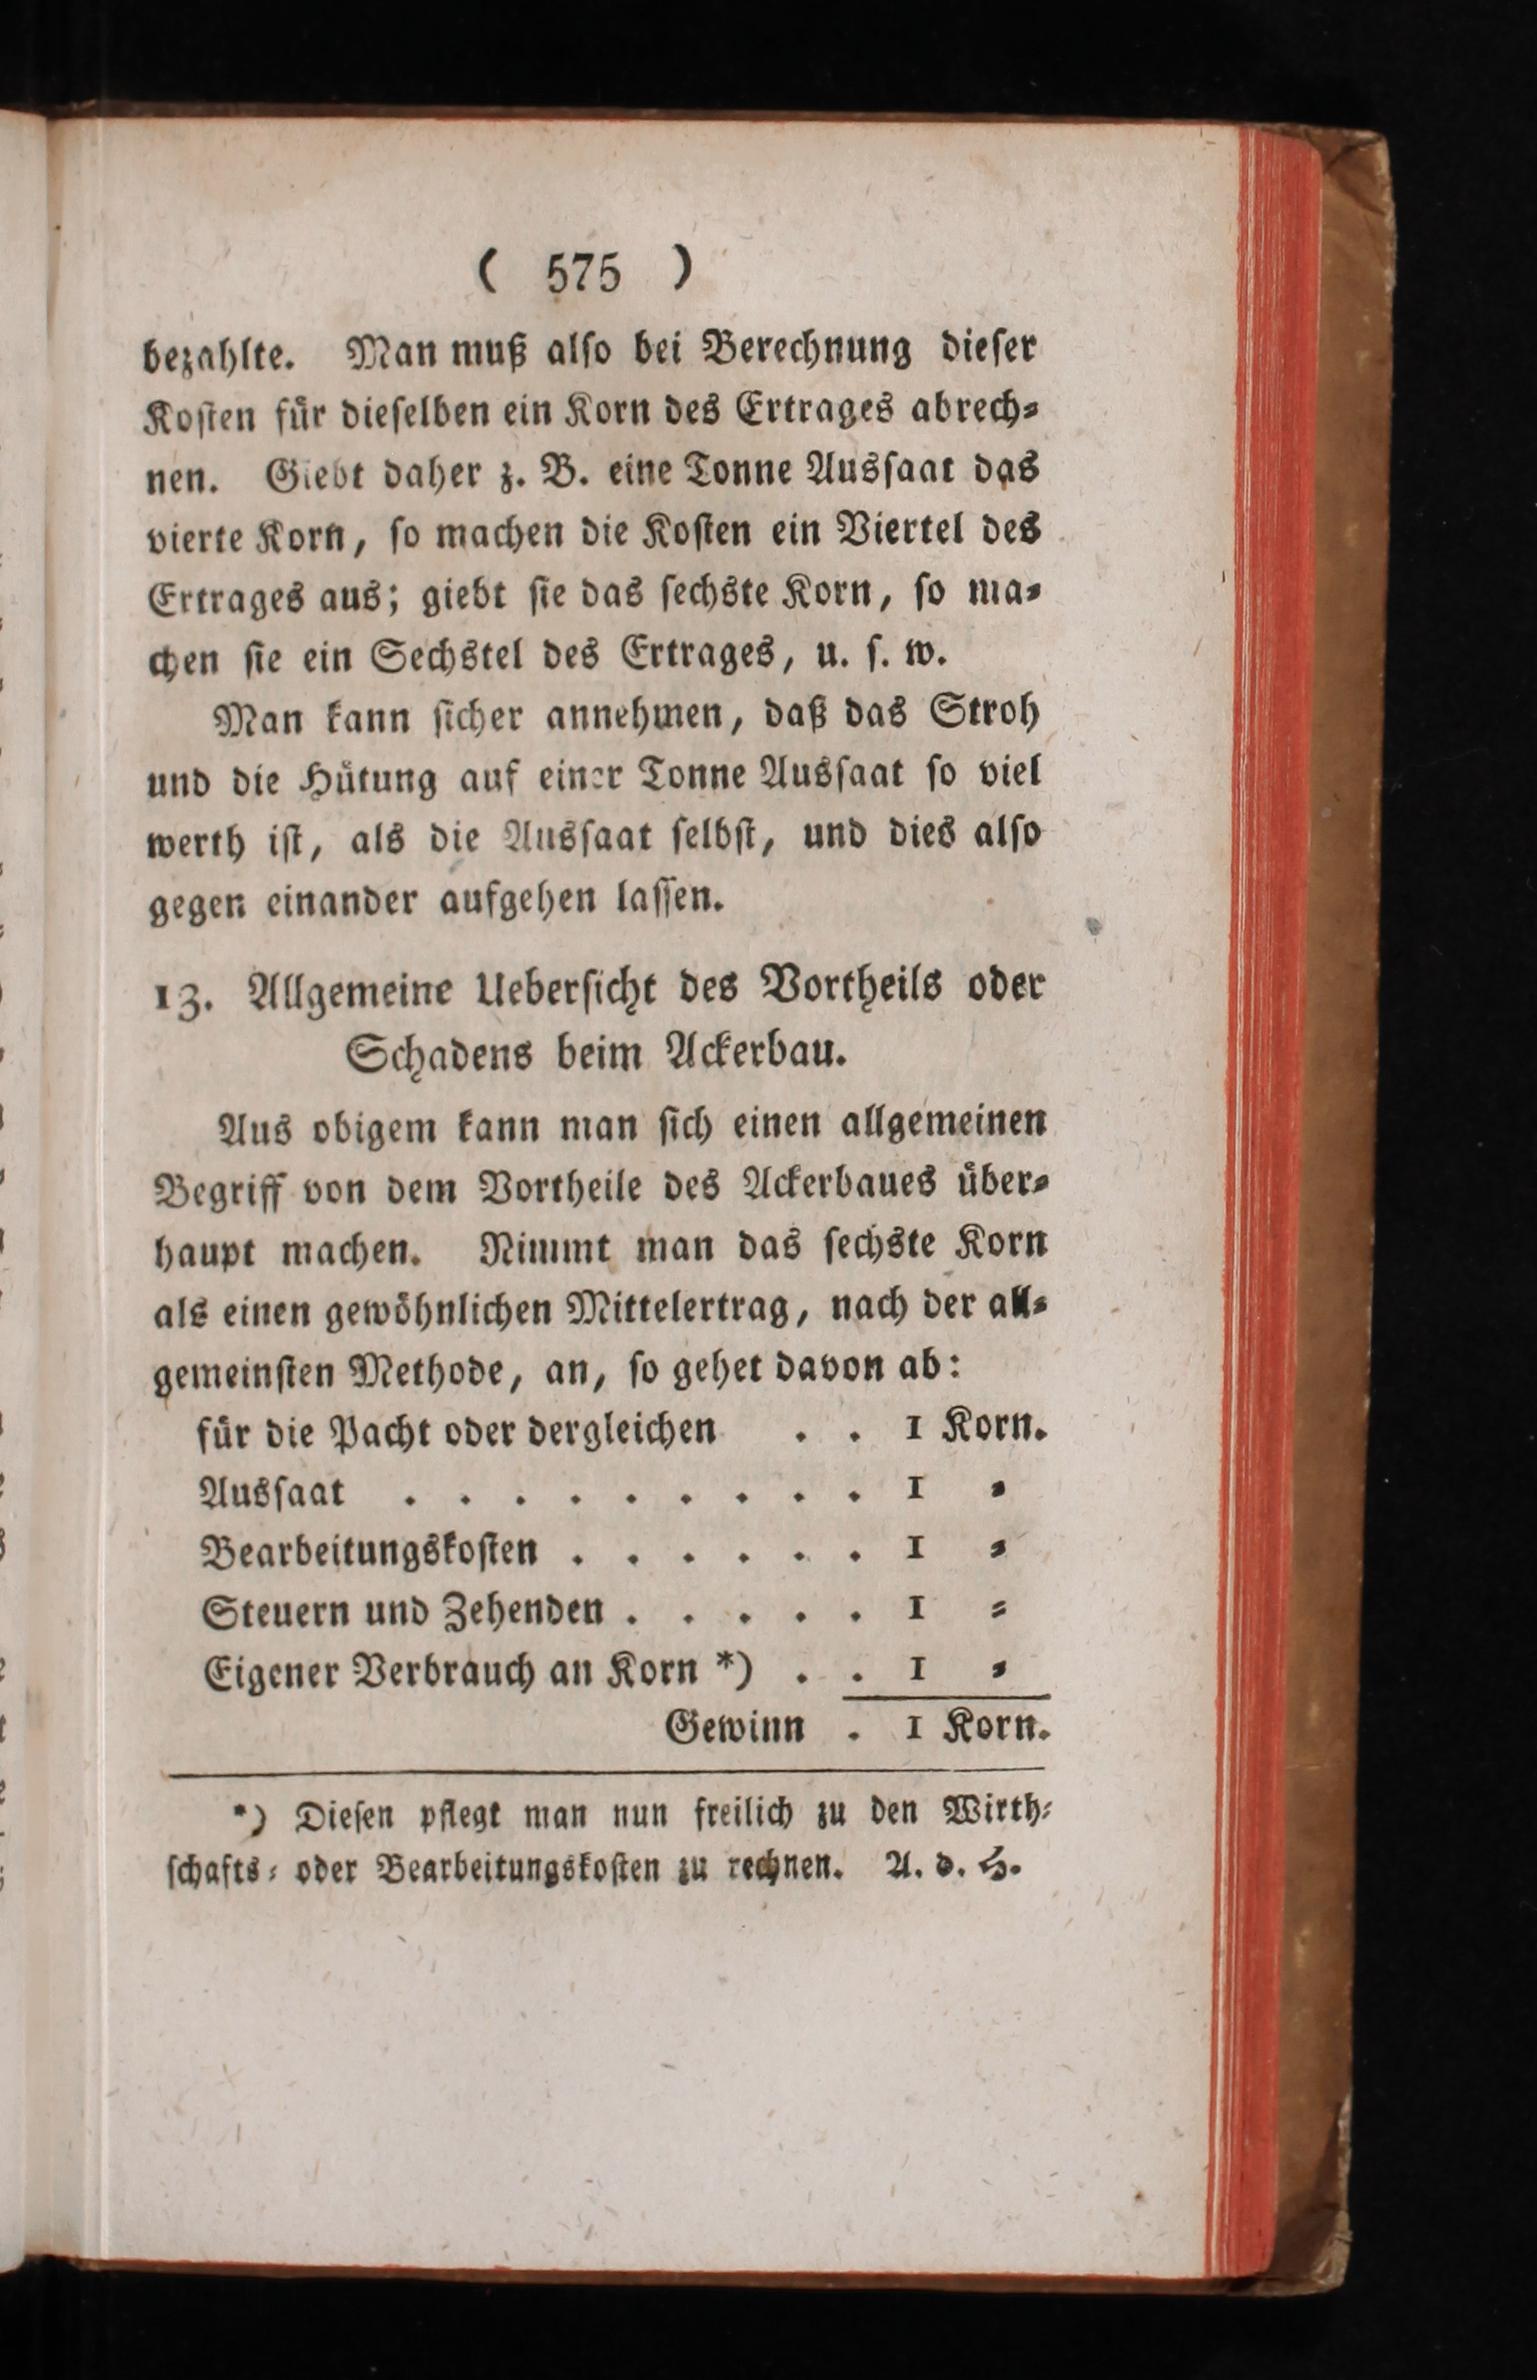 ( 575 )
bezahlte. Man muß alſo bei Berechnung dieſer
Koſten für dieſelben ein Korn des Ertrages abrech⸗
nen. Giebt daher z. B. eine Tonne Ausſaat das
vierte Korn, ſo machen die Koſten ein Viertel des
Ertrages aus; giebt ſie das ſechste Korn, ſo ma⸗
chen ſie ein Sechstel des Ertrages, u. ſ. w.
Man kann ſicher annehmen, daß das Stroh
und die Hütung auf einer Tonne Ausſaat ſo viel
werth iſt, als die Ausſaat ſelbſt, und dies alſo
gegen einander aufgehen laſſen.
13. Allgemeine Ueberſicht des Vortheils oder
Schadens beim Ackerbau.
Aus obigem kann man ſich einen allgemeinen
Begriff von dem Vortheile des Ackerbaues über⸗
haupt machen. Nimmt man das ſechste Korn
als einen gewöhnlichen Mittelertrag, nach der all⸗
gemeinſten Methode, an, ſo gehet davon ab:
für die Pacht oder dergleichen . . 1 Korn.
Ausſaat . . . . . . . . . 1 ⸗
Bearbeitungskoſten . . . . . . 1 ⸗
Steuern und Zehenden . . . . . 1 ⸗
Eigener Verbrauch an Korn *) . . 1 ⸗
Gewinn . 1 Korn.
*) Dieſen pflegt man nun freilich zu den Wirth⸗
ſchafts⸗ oder Bearbeitungskoſten zu rechnen. A. d. H.